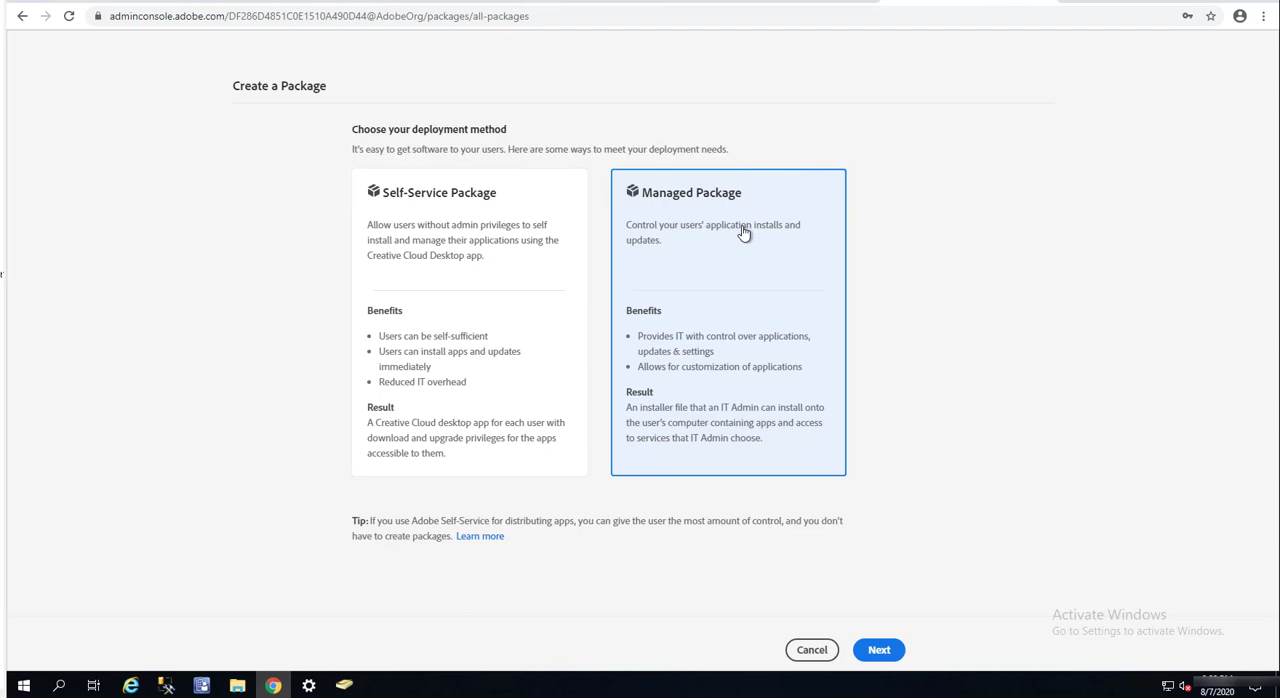 adminconsole.adobe.com/DF286D4851C0E1510A490D44@AdobeOrg/packages/all-packages
Create a Package
Choose your deployment method
It's easy to get software to your users. Here are some ways to meet your deployment needs.
Self-Service Package
Allow users without admin privileges to self
install and manage their applications using the
Creative Cloud Desktop app.
Benefits
• Users can be self-sufficient
• Users can install apps and updates
immediately
• Reduced IT overhead
Result
A Creative Cloud desktop app for each user with
download and upgrade privileges for the apps
accessible to them.
Managed Package
Control your users' application installs and
updates.
Benefits
• Provides IT with control over applications,
updates & settings
• Allows for customization of applications
Result
An installer file that an IT Admin can install onto
the user's computer containing apps and access
to services that IT Admin choose.
Tip: If you use Adobe Self-Service for distributing apps, you can give the user the most amount of control, and you don't
have to create packages. Learn more
Activate Windows
Go to Settings to activate Windows.
Cancel
Next
8/7/2020